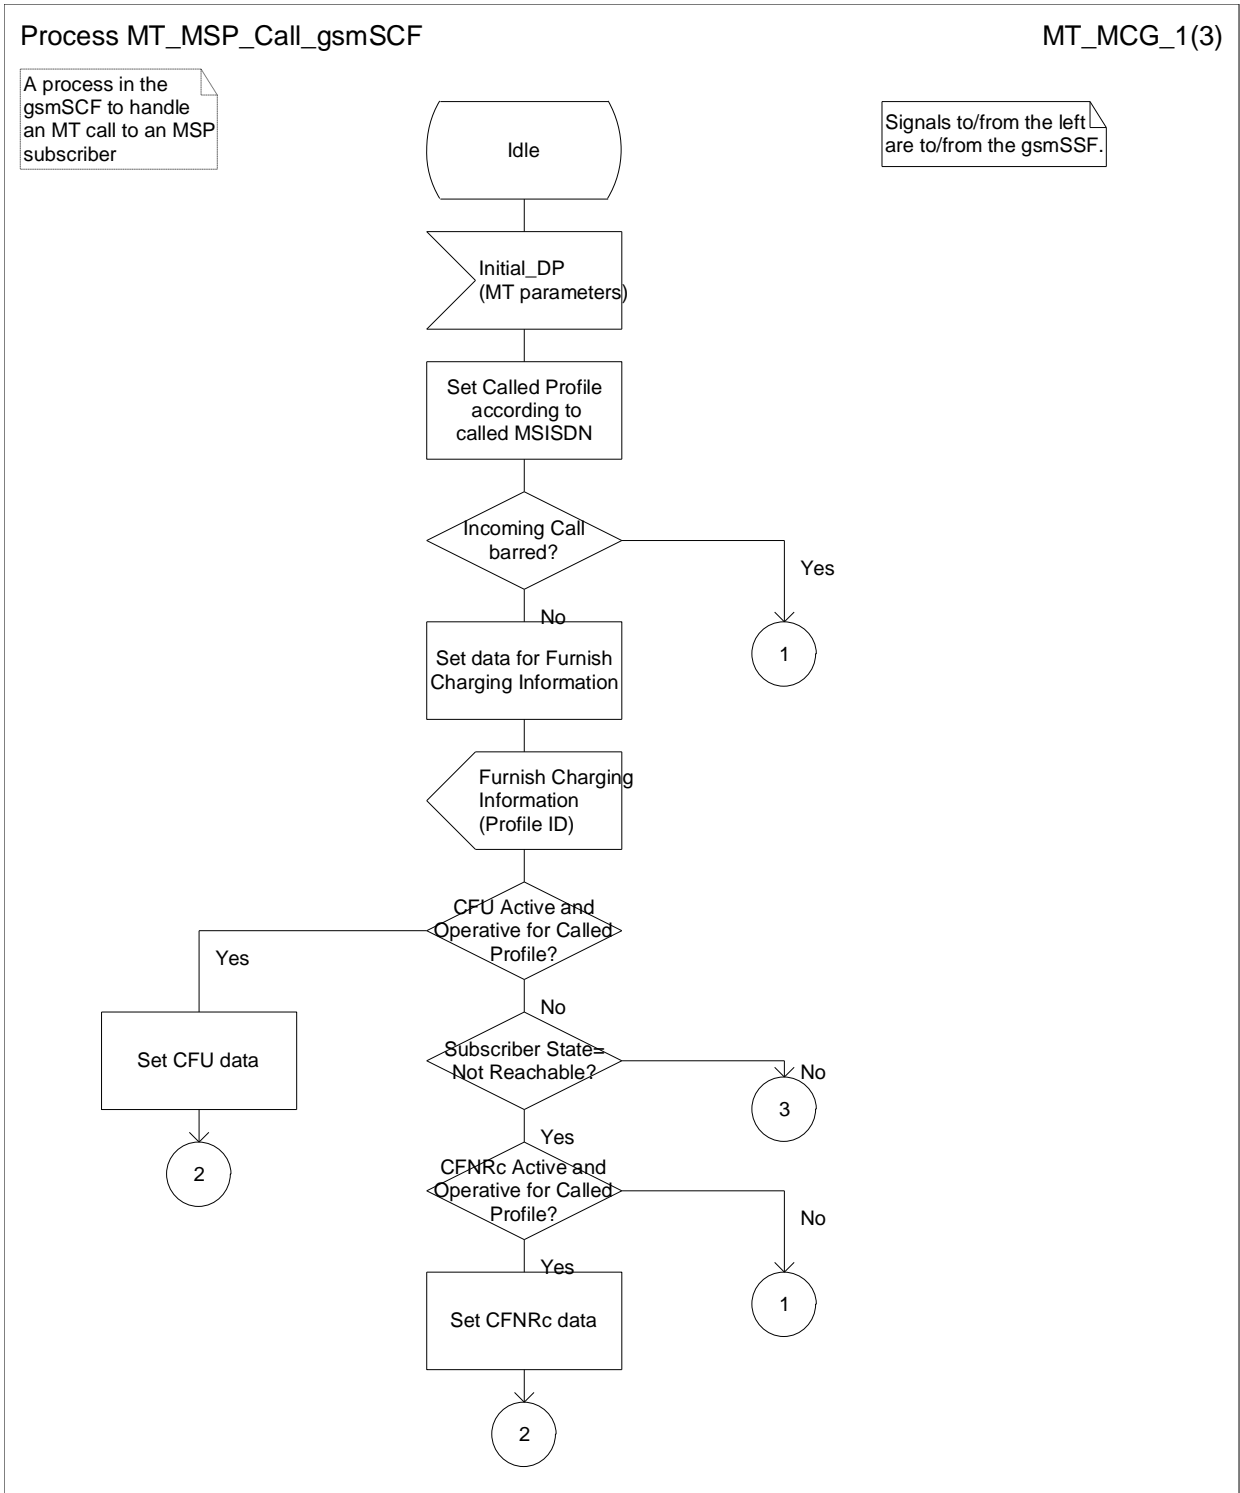 Process MT_MSP_Call_gsmSCF
MT_MCG_1(3)
A process in the
gsmSCF to handle
an MT call to an MSP
subscriber
Signals to/from the left
are to/from the gsmSSF.
Idle
Initial_DP
(MT parameters)
Set Called Profile
according to
called MSISDN
Incoming Call
barred?
Yes
No
1
Set data for Furnish
Charging Information
Furnish Charging
Information
(Profile ID)
CFU Active and
Operative for Called
Profile?
Yes
No
Set CFU data
2
Subscriber State=
Not Reachable?
No
3
Yes
CFNRc Active and
Operative for Called
Profile?
No
1
Yes
Set CFNRc data
2